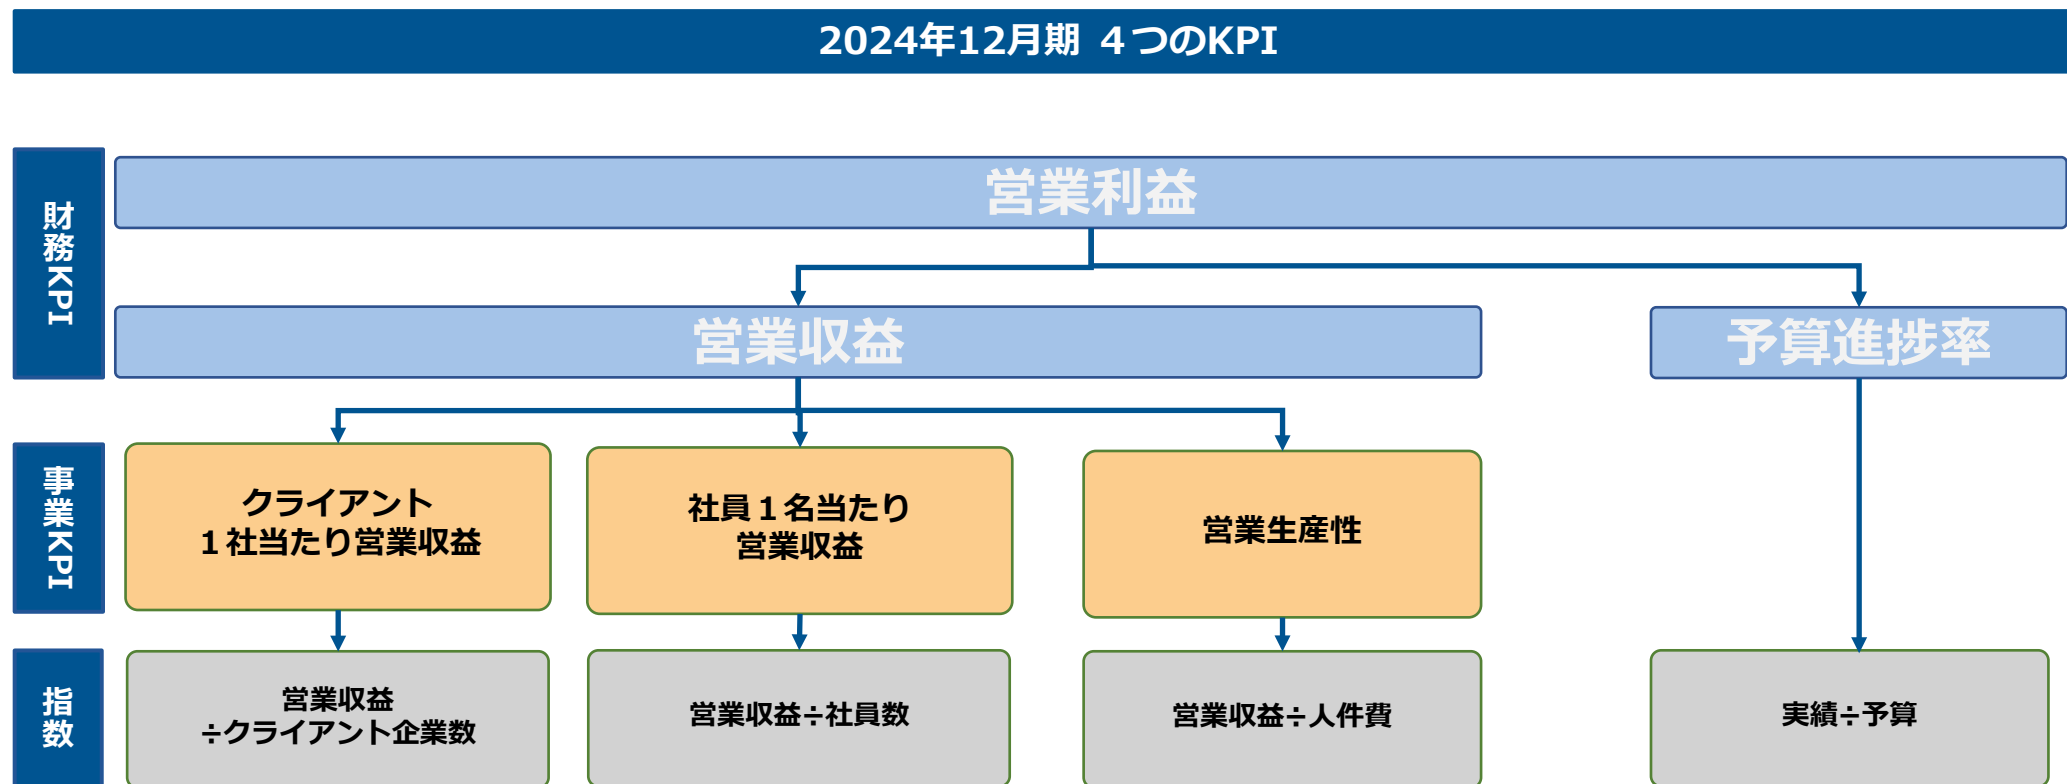 2024年12月期 ４つのKPI
財務KPI
営業利益
営業収益
予算進捗率
事業KPI
クライアント
１社当たり営業収益
社員１名当たり
営業収益
営業生産性
指数
営業収益
÷クライアント企業数
営業収益÷社員数
営業収益÷人件費
実績÷予算